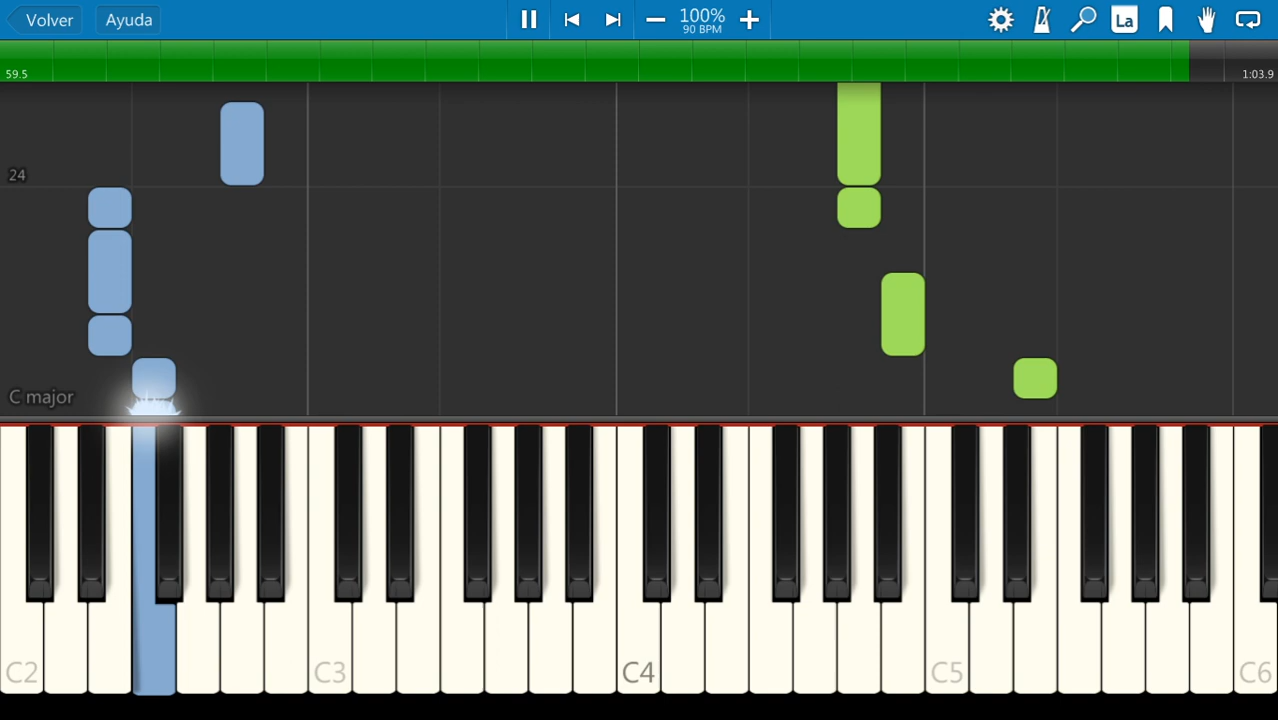 Volver
Ayuda
100%
90 BPM
La
59.5
1:03.9
24
C major
C2
C3
C4
C5
C6